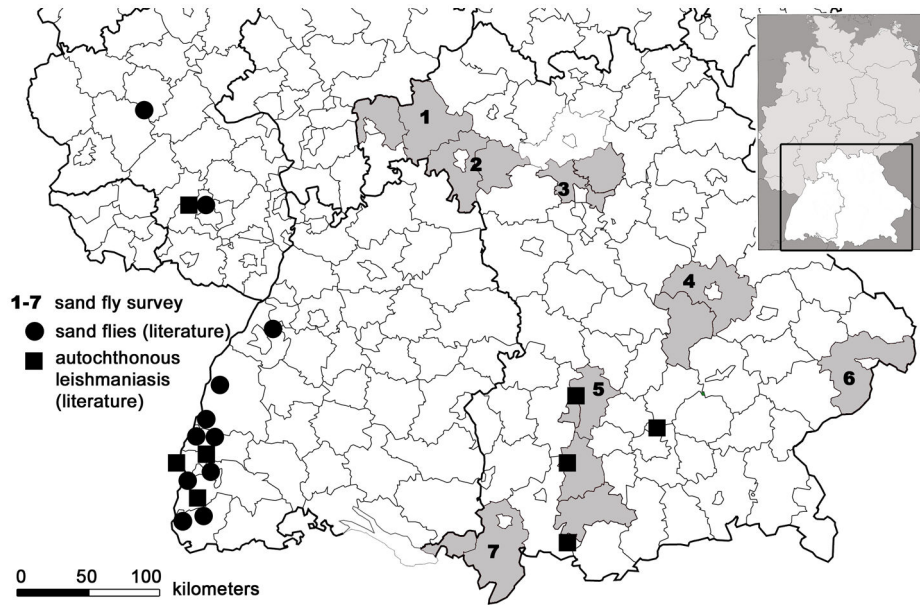 1
2
3
4
1-7 sand fly survey
sand flies (literature)
autochthonous
leishmaniasis
(literature)
5
6
7
0 50 100
kilometers